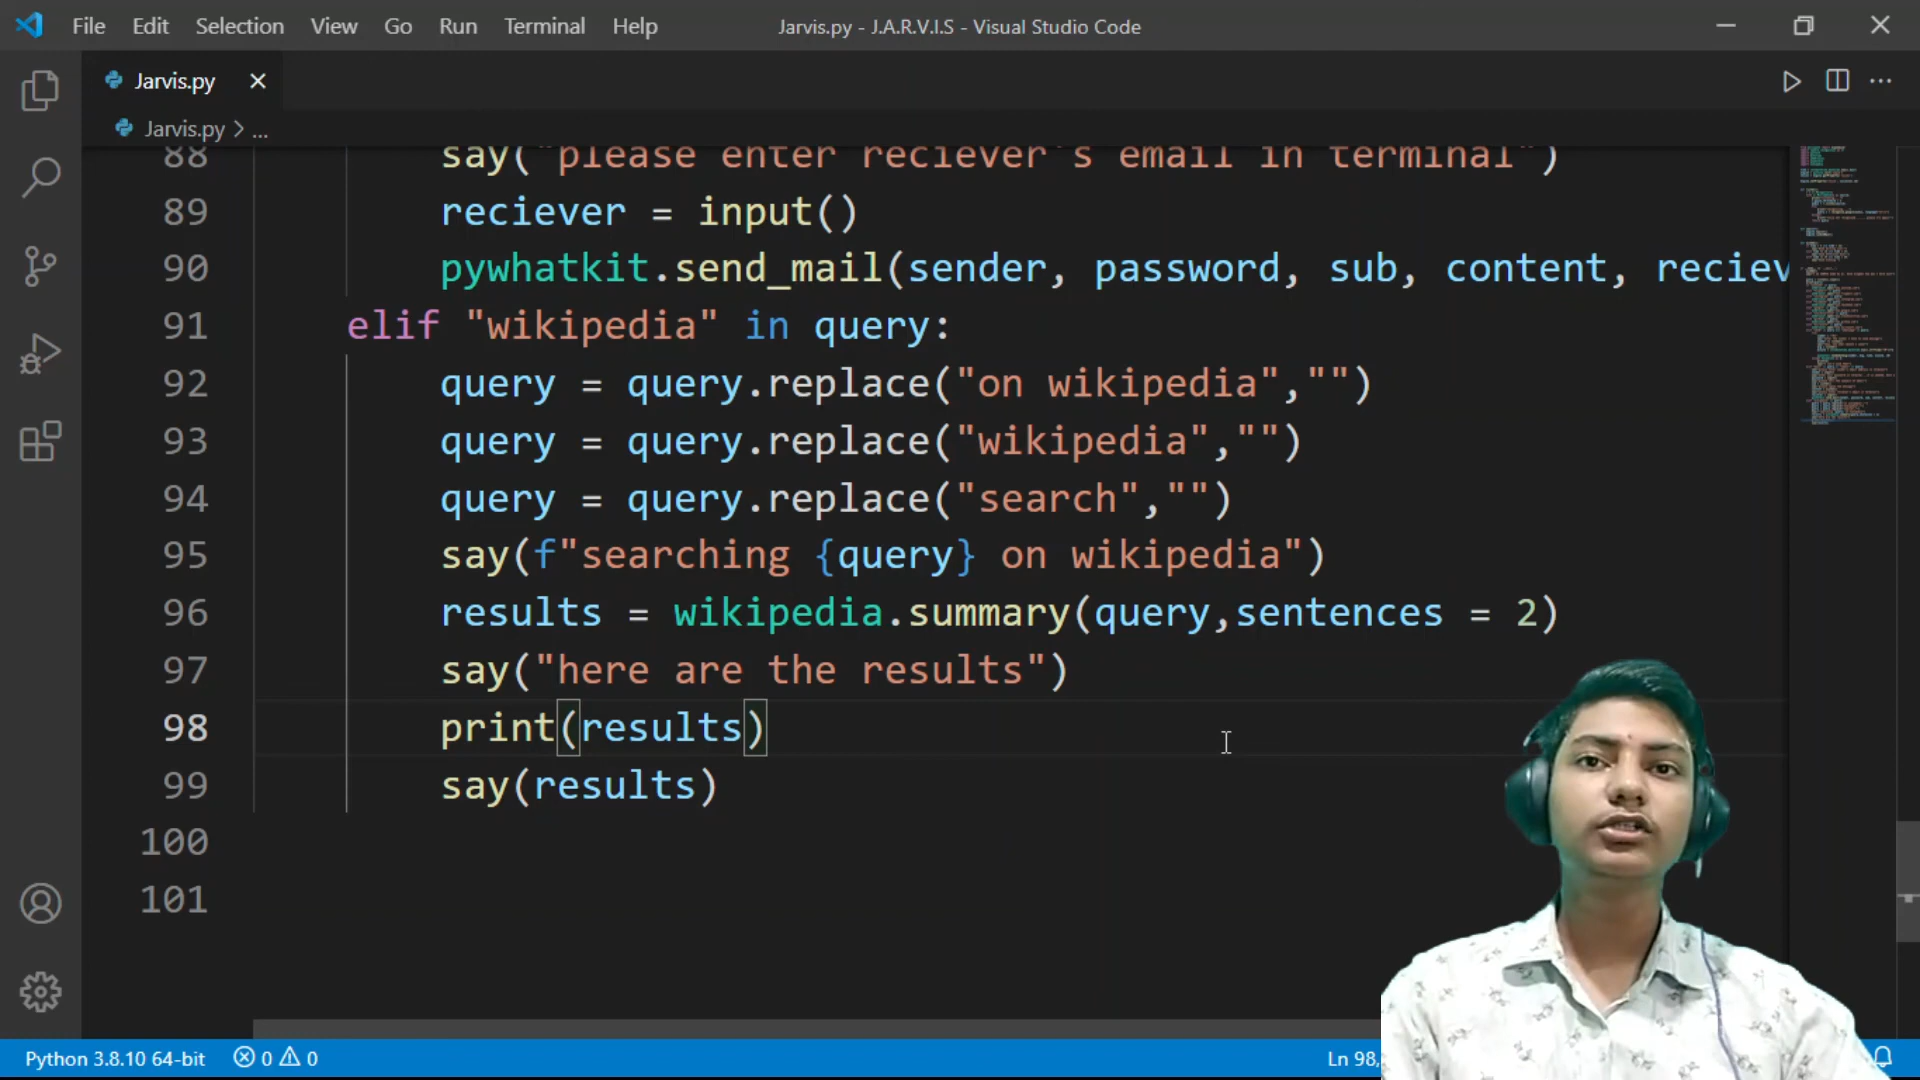 File Edit Selection View Go Run Terminal Help Jarvis.py - J.A.R.V.I.S - Visual Studio Code
Jarvis.py
Jarvis.py > ...
88 say("please enter reciever's email in terminal")
89 reciever = input()
90 pywhatkit.send_mail(sender, password, sub, content, reciev
91 elif "wikipedia" in query:
92 query = query.replace("on wikipedia","")
93 query = query.replace("wikipedia","")
94 query = query.replace("search","")
95 say(f"searching {query} on wikipedia")
96 results = wikipedia.summary(query,sentences = 2)
97 say("here are the results")
98 print(results)
99 say(results)
100
101
Python 3.8.10 64-bit 0 0 Ln 98,